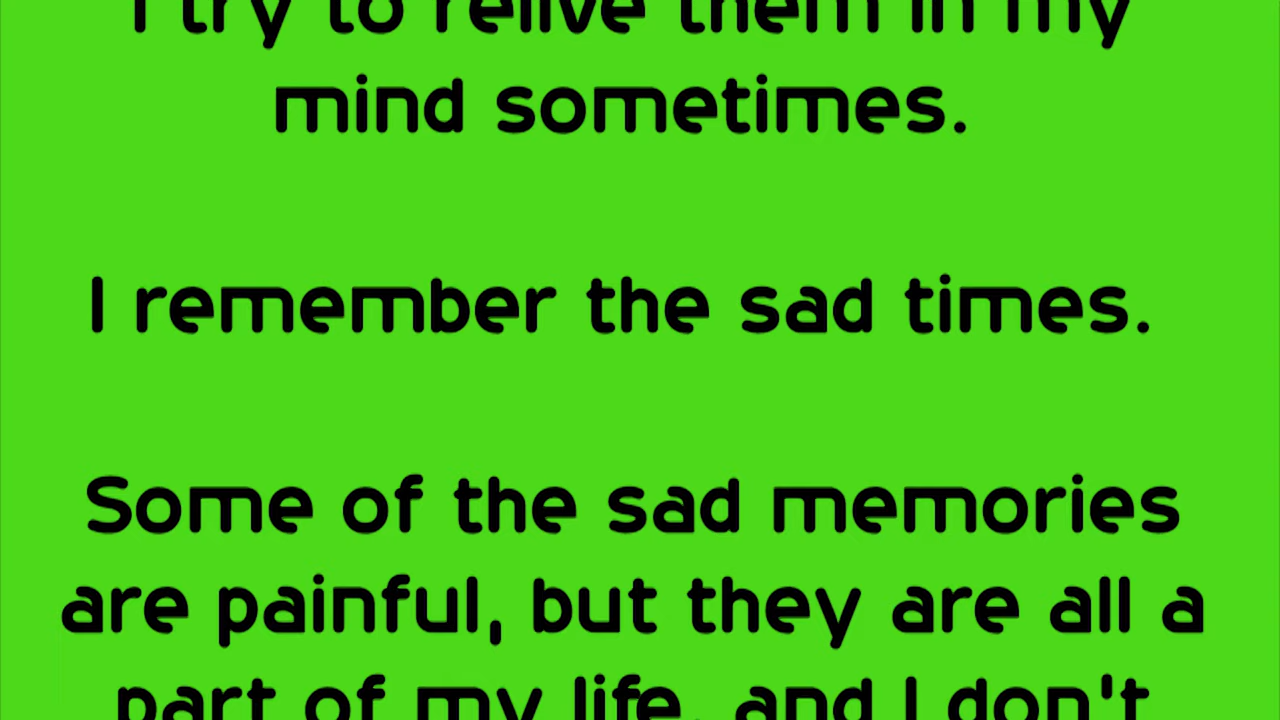 I try to relive them in my
mind sometimes.
I remember the sad times.
Some of the sad memories
are painful, but they are all a
part of my life, and I don't